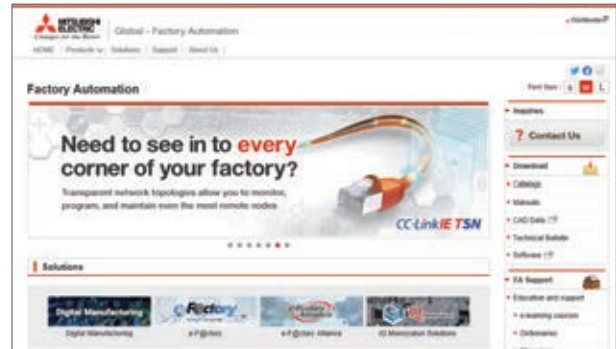 MITSUBISHI
ELECTRIC
Changes for the Better
Global - Factory Automation
HOME Products Solutions Support About Us
Factory Automation
Font Size S M L
Need to see in to every
corner of your factory?
Transparent network topologies allow you to monitor,
program, and maintain even the most remote nodes
CC-Link IE TSN
Inquiries
? Contact Us
Download
Catalogs
Manuals
CAD Data
Technical Bulletin
Software
Solutions
FA Support
Education and support
e-learning courses
Dictionaries
Digital Manufacturing
e-F@ctory
e-F@ctory Alliance
Digital Manufacturing
e-F@ctory
e-F@ctory Alliance